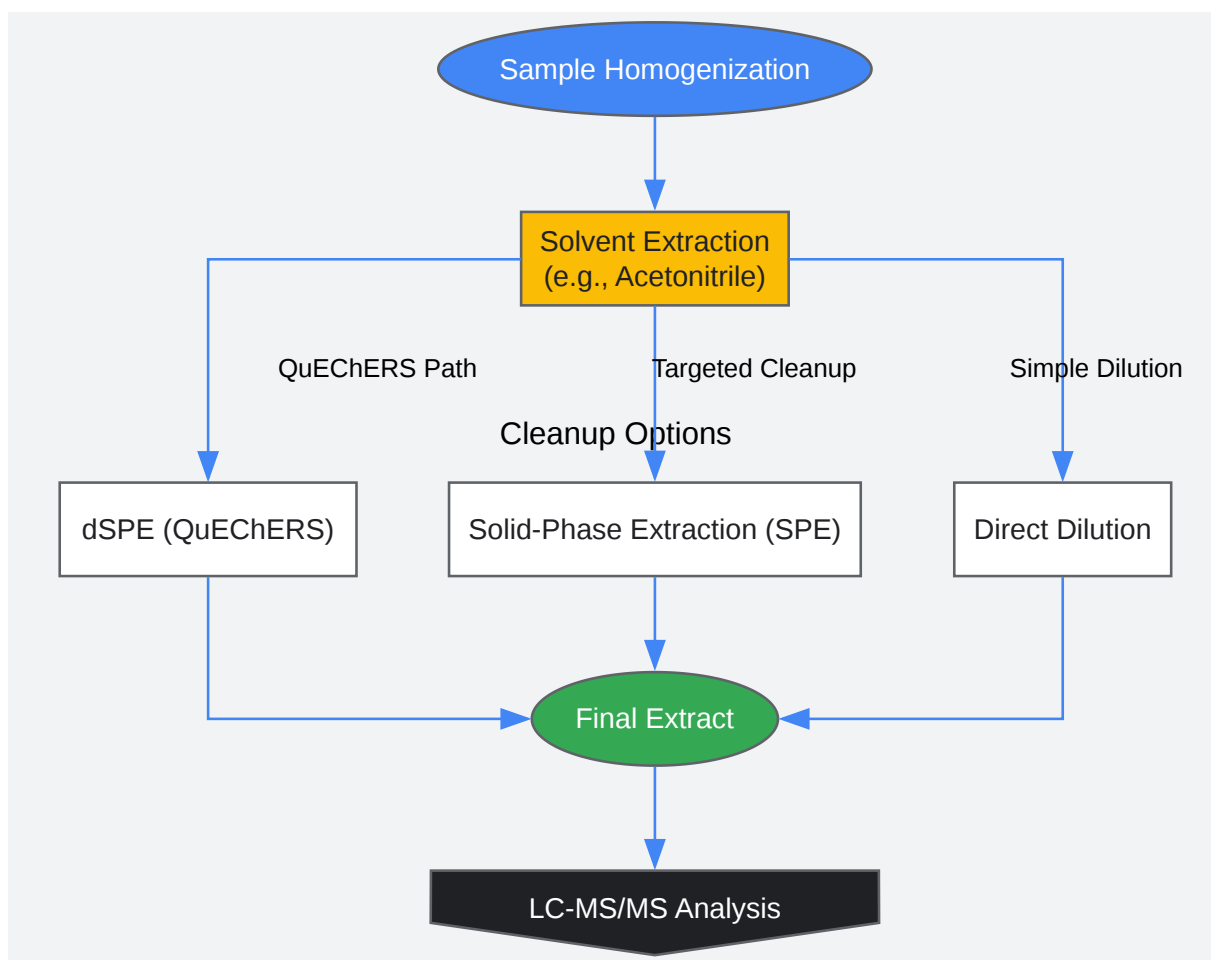 Sample Homogenization
Solvent Extraction
(e.g., Acetonitrile)
QuEChERS Path
Targeted Cleanup
Simple Dilution
Cleanup Options
dSPE (QuEChERS)
Solid-Phase Extraction (SPE)
Direct Dilution
Final Extract
LC-MS/MS Analysis